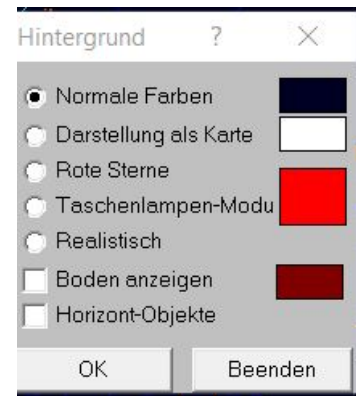 Hintergrund ?
Normale Farben
Darstellung als Karte
Rote Sterne
Taschenlampen-Modu
Realistisch
Boden anzeigen
Horizont-Objekte
OK Beenden